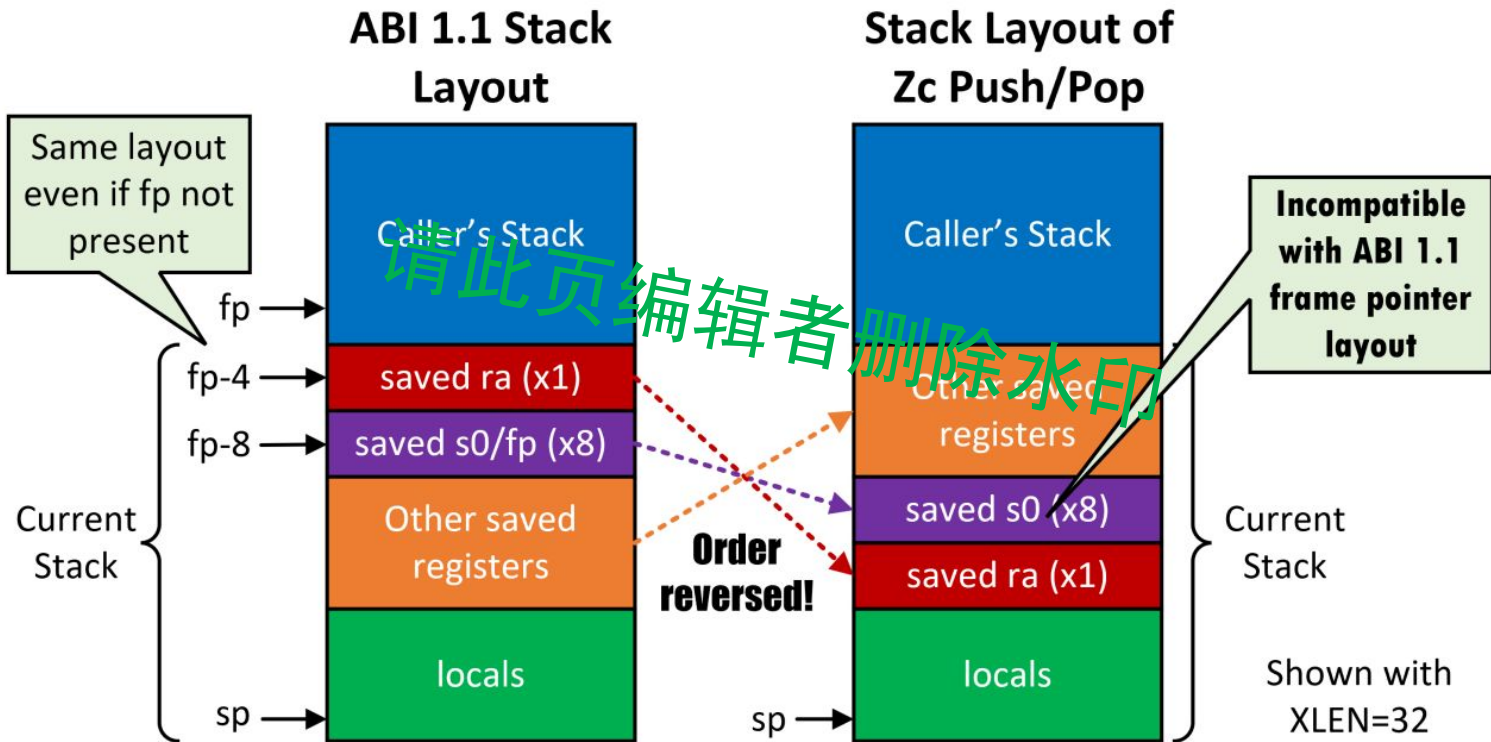 ABI 1.1 Stack
Layout
Stack Layout of
Zc Push/Pop
Same layout
even if fp not
present
Caller's Stack
Caller's Stack
Incompatible
with ABI 1.1
frame pointer
layout
请此页编辑者删除水印
fp
fp-4
saved ra (x1)
Other saved
registers
fp-8
saved s0/fp (x8)
Current
Stack
Other saved
registers
Order
reversed!
saved s0 (x8)
saved ra (x1)
Current
Stack
locals
locals
sp
sp
Shown with
XLEN=32